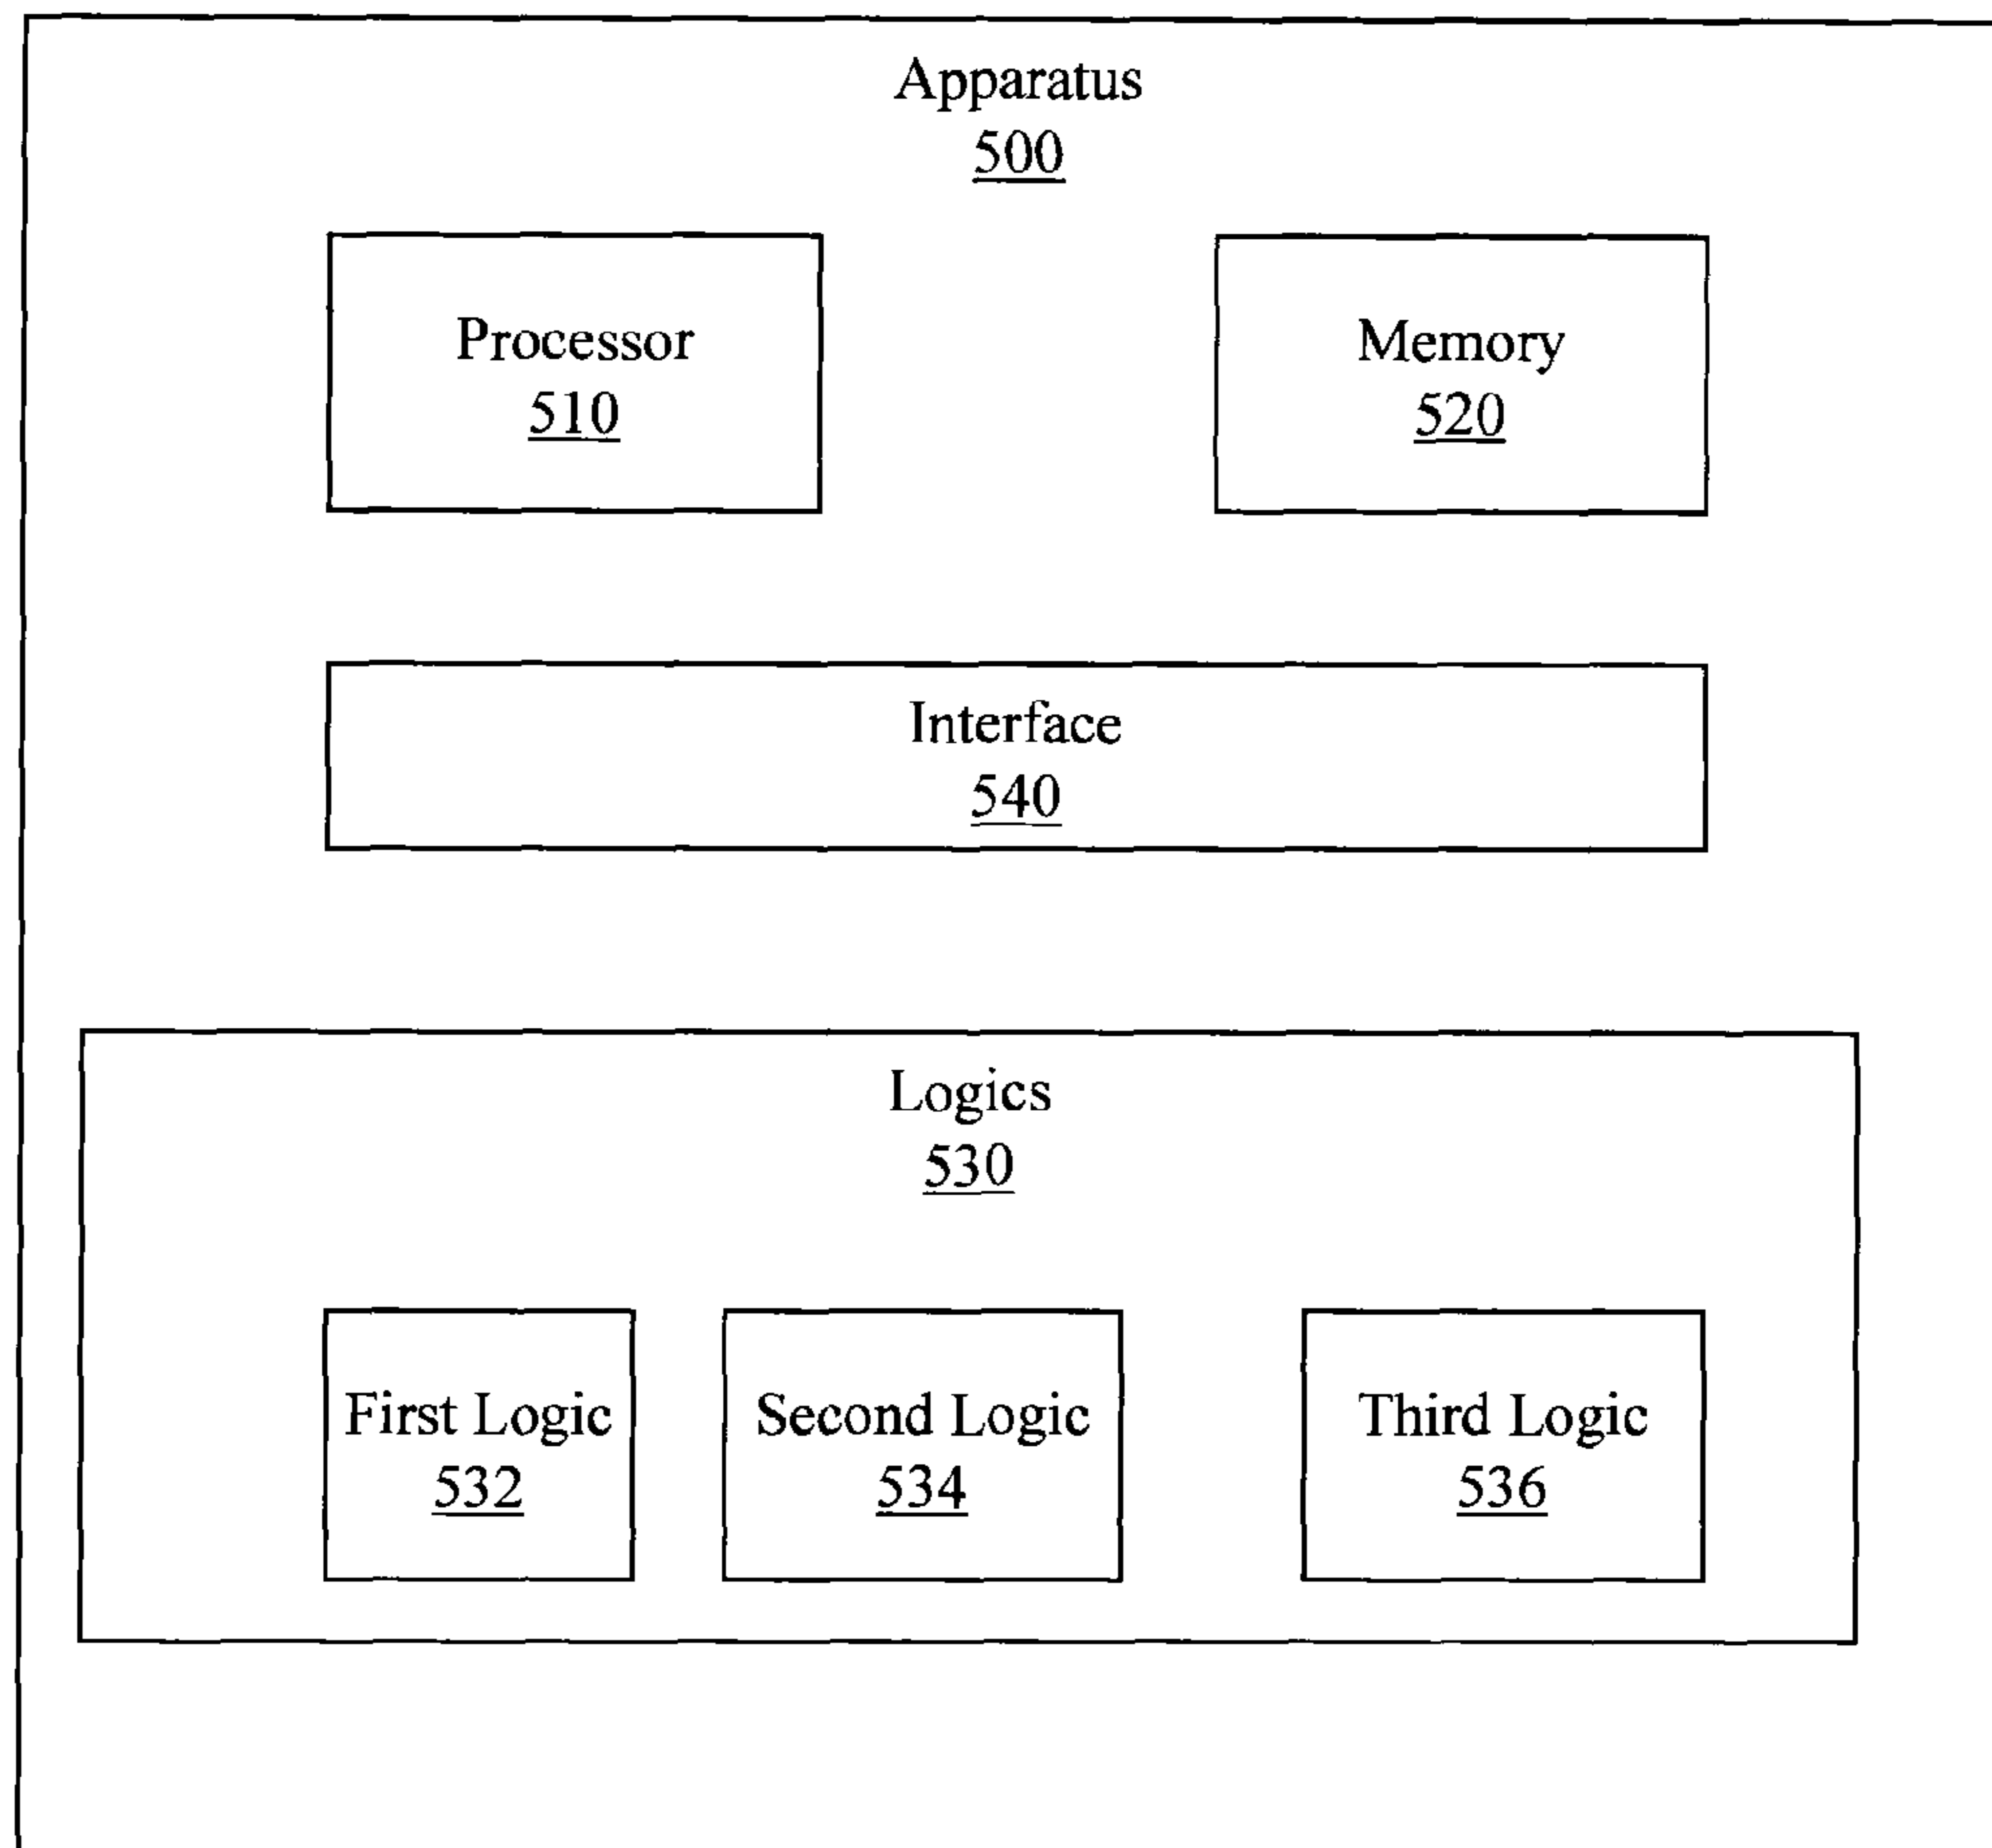 Apparatus
500
Processor
510
Memory
520
Interface
540
Logics
530
First Logic
532
Second Logic
534
Third Logic
536